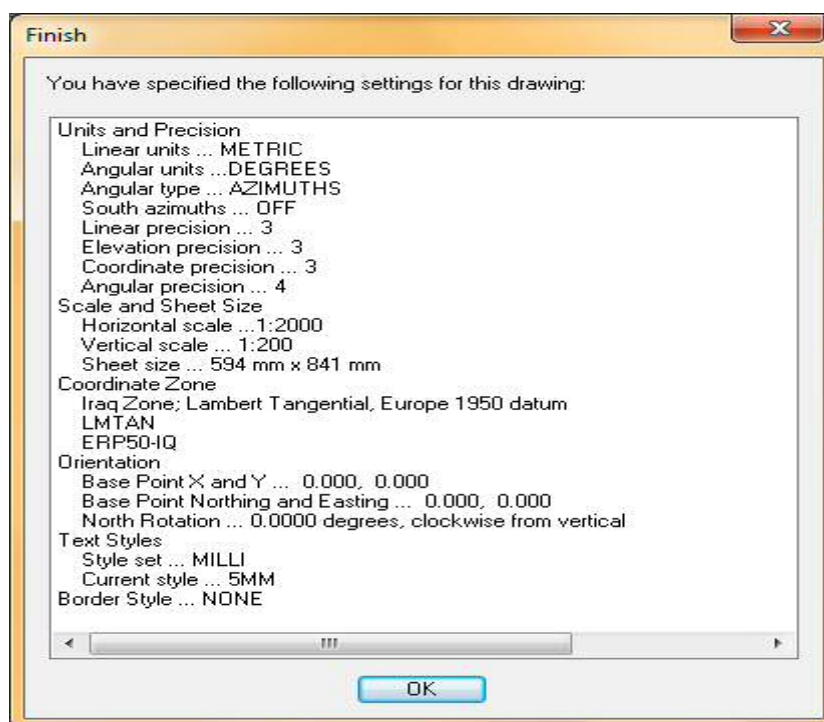 Finish
You have specified the following settings for this drawing:
Units and Precision
Linear units ... METRIC
Angular units ...DEGREES
Angular type ... AZIMUTHS
South azimuths ... OFF
Linear precision ... 3
Elevation precision ... 3
Coordinate precision ... 3
Angular precision ... 4
Scale and Sheet Size
Horizontal scale ...1:2000
Vertical scale ... 1:200
Sheet size ... 594 mm x 841 mm
Coordinate Zone
Iraq Zone; Lambert Tangential, Europe 1950 datum
LMTAN
ERP50-IQ
Orientation
Base Point X and Y ... 0.000, 0.000
Base Point Northing and Easting ... 0.000, 0.000
North Rotation ... 0.0000 degrees, clockwise from vertical
Text Styles
Style set ... MILLI
Current style ... 5MM
Border Style ... NONE
OK